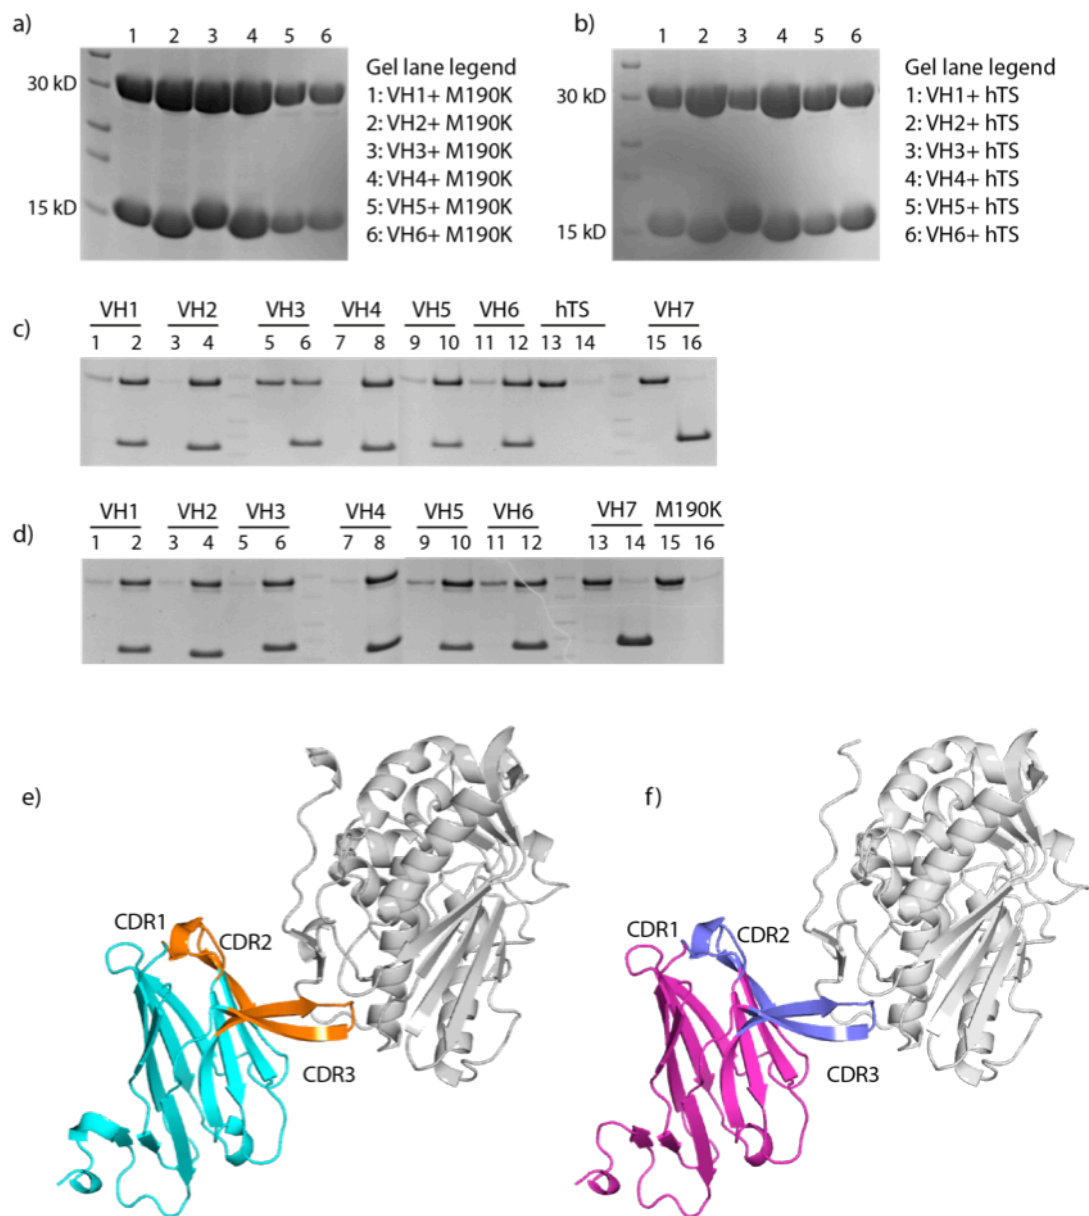 a)
1 2 3 4 5 6
30 kD
15 kD
Gel lane legend
1: VH1+ M190K
2: VH2+ M190K
3: VH3+ M190K
4: VH4+ M190K
5: VH5+ M190K
6: VH6+ M190K
b)
1 2 3 4 5 6
30 kD
15 kD
Gel lane legend
1: VH1+ hTS
2: VH2+ hTS
3: VH3+ hTS
4: VH4+ hTS
5: VH5+ hTS
6: VH6+ hTS
c)
VH1 VH2 VH3 VH4 VH5 VH6 hTS VH7
1 2 3 4 5 6 7 8 9 10 11 12 13 14 15 16
d)
VH1 VH2 VH3 VH4 VH5 VH6 VH7 M190K
1 2 3 4 5 6 7 8 9 10 11 12 13 14 15 16
e)
CDR1
CDR2
CDR3
f)
CDR1
CDR2
CDR3